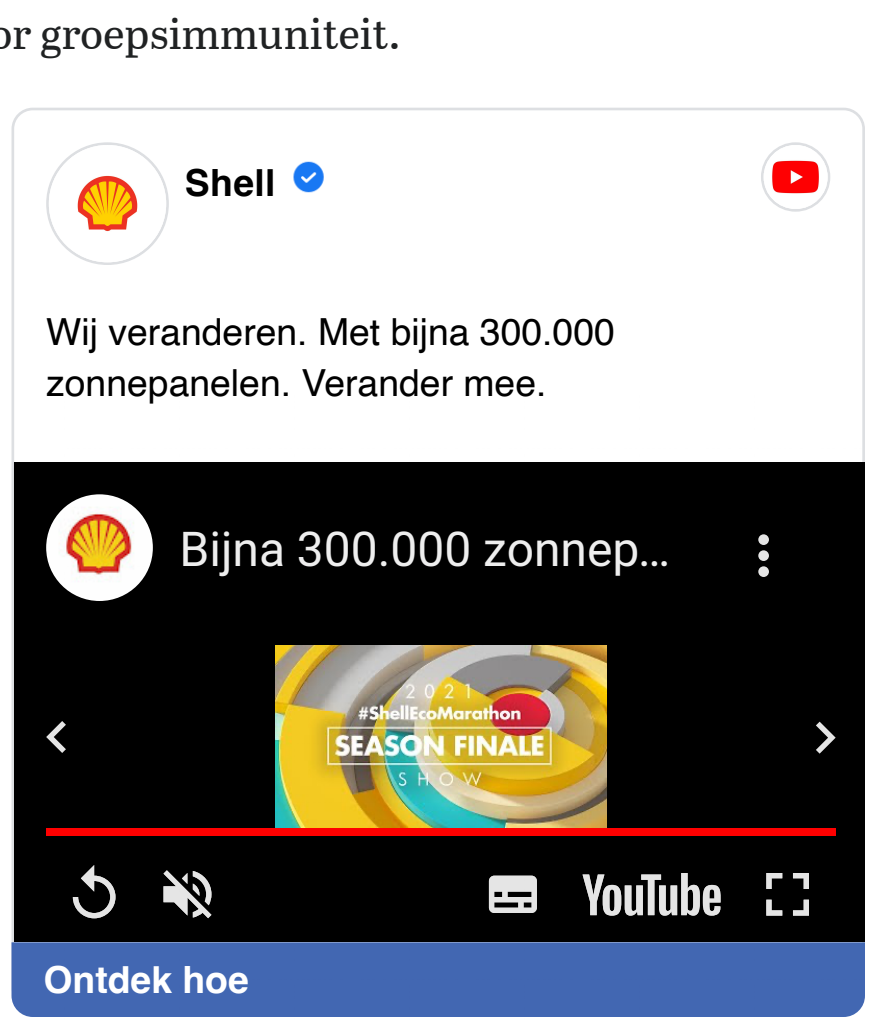 or groepsimmuniteit.
Shell
Wij veranderen. Met bijna 300.000
zonnepanelen. Verander mee.
Bijna 300.000 zonnep...
2021
#ShellEcoMarathon
SEASON FINALE
SHOW
YouTube
Ontdek hoe